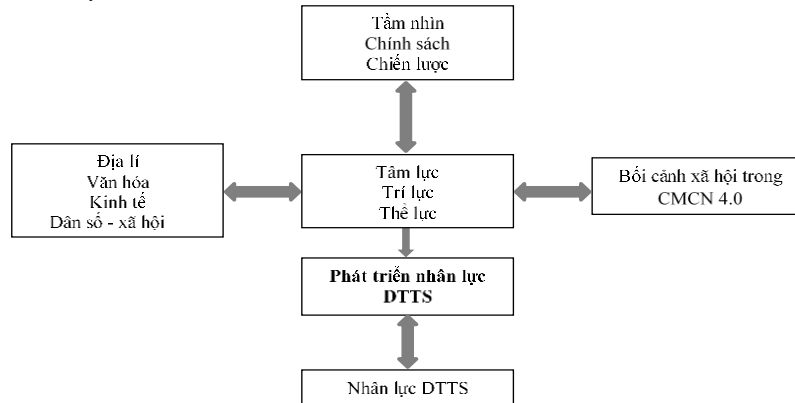 Tầm nhìn
Chính sách
Chiến lược
Địa lí
Văn hóa
Kinh tế
Dân số - xã hội
Tâm lực
Trí lực
Thể lực
Bối cảnh xã hội trong
CMCN 4.0
Phát triển nhân lực
DTTS
Nhân lực DTTS